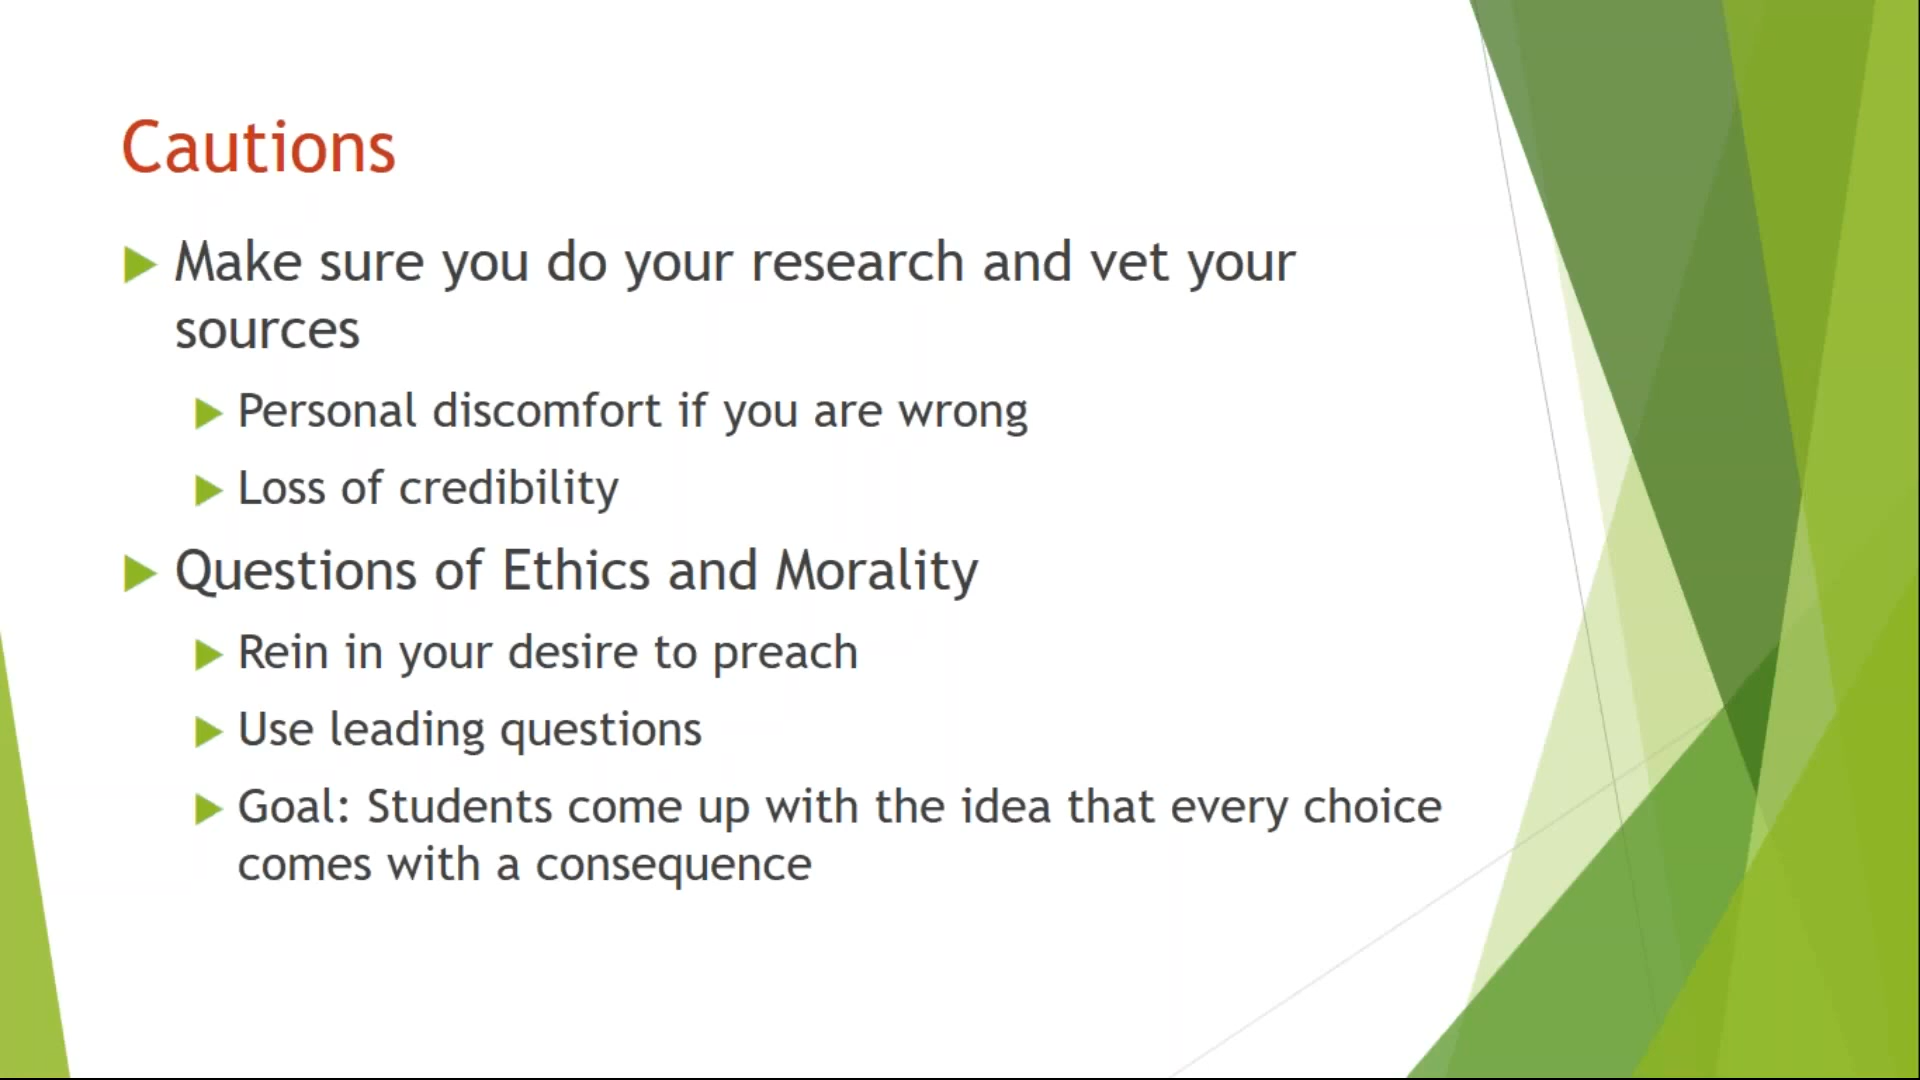 Cautions
Make sure you do your research and vet your
sources
Personal discomfort if you are wrong
Loss of credibility
Questions of Ethics and Morality
Rein in your desire to preach
Use leading questions
Goal: Students come up with the idea that every choice
comes with a consequence